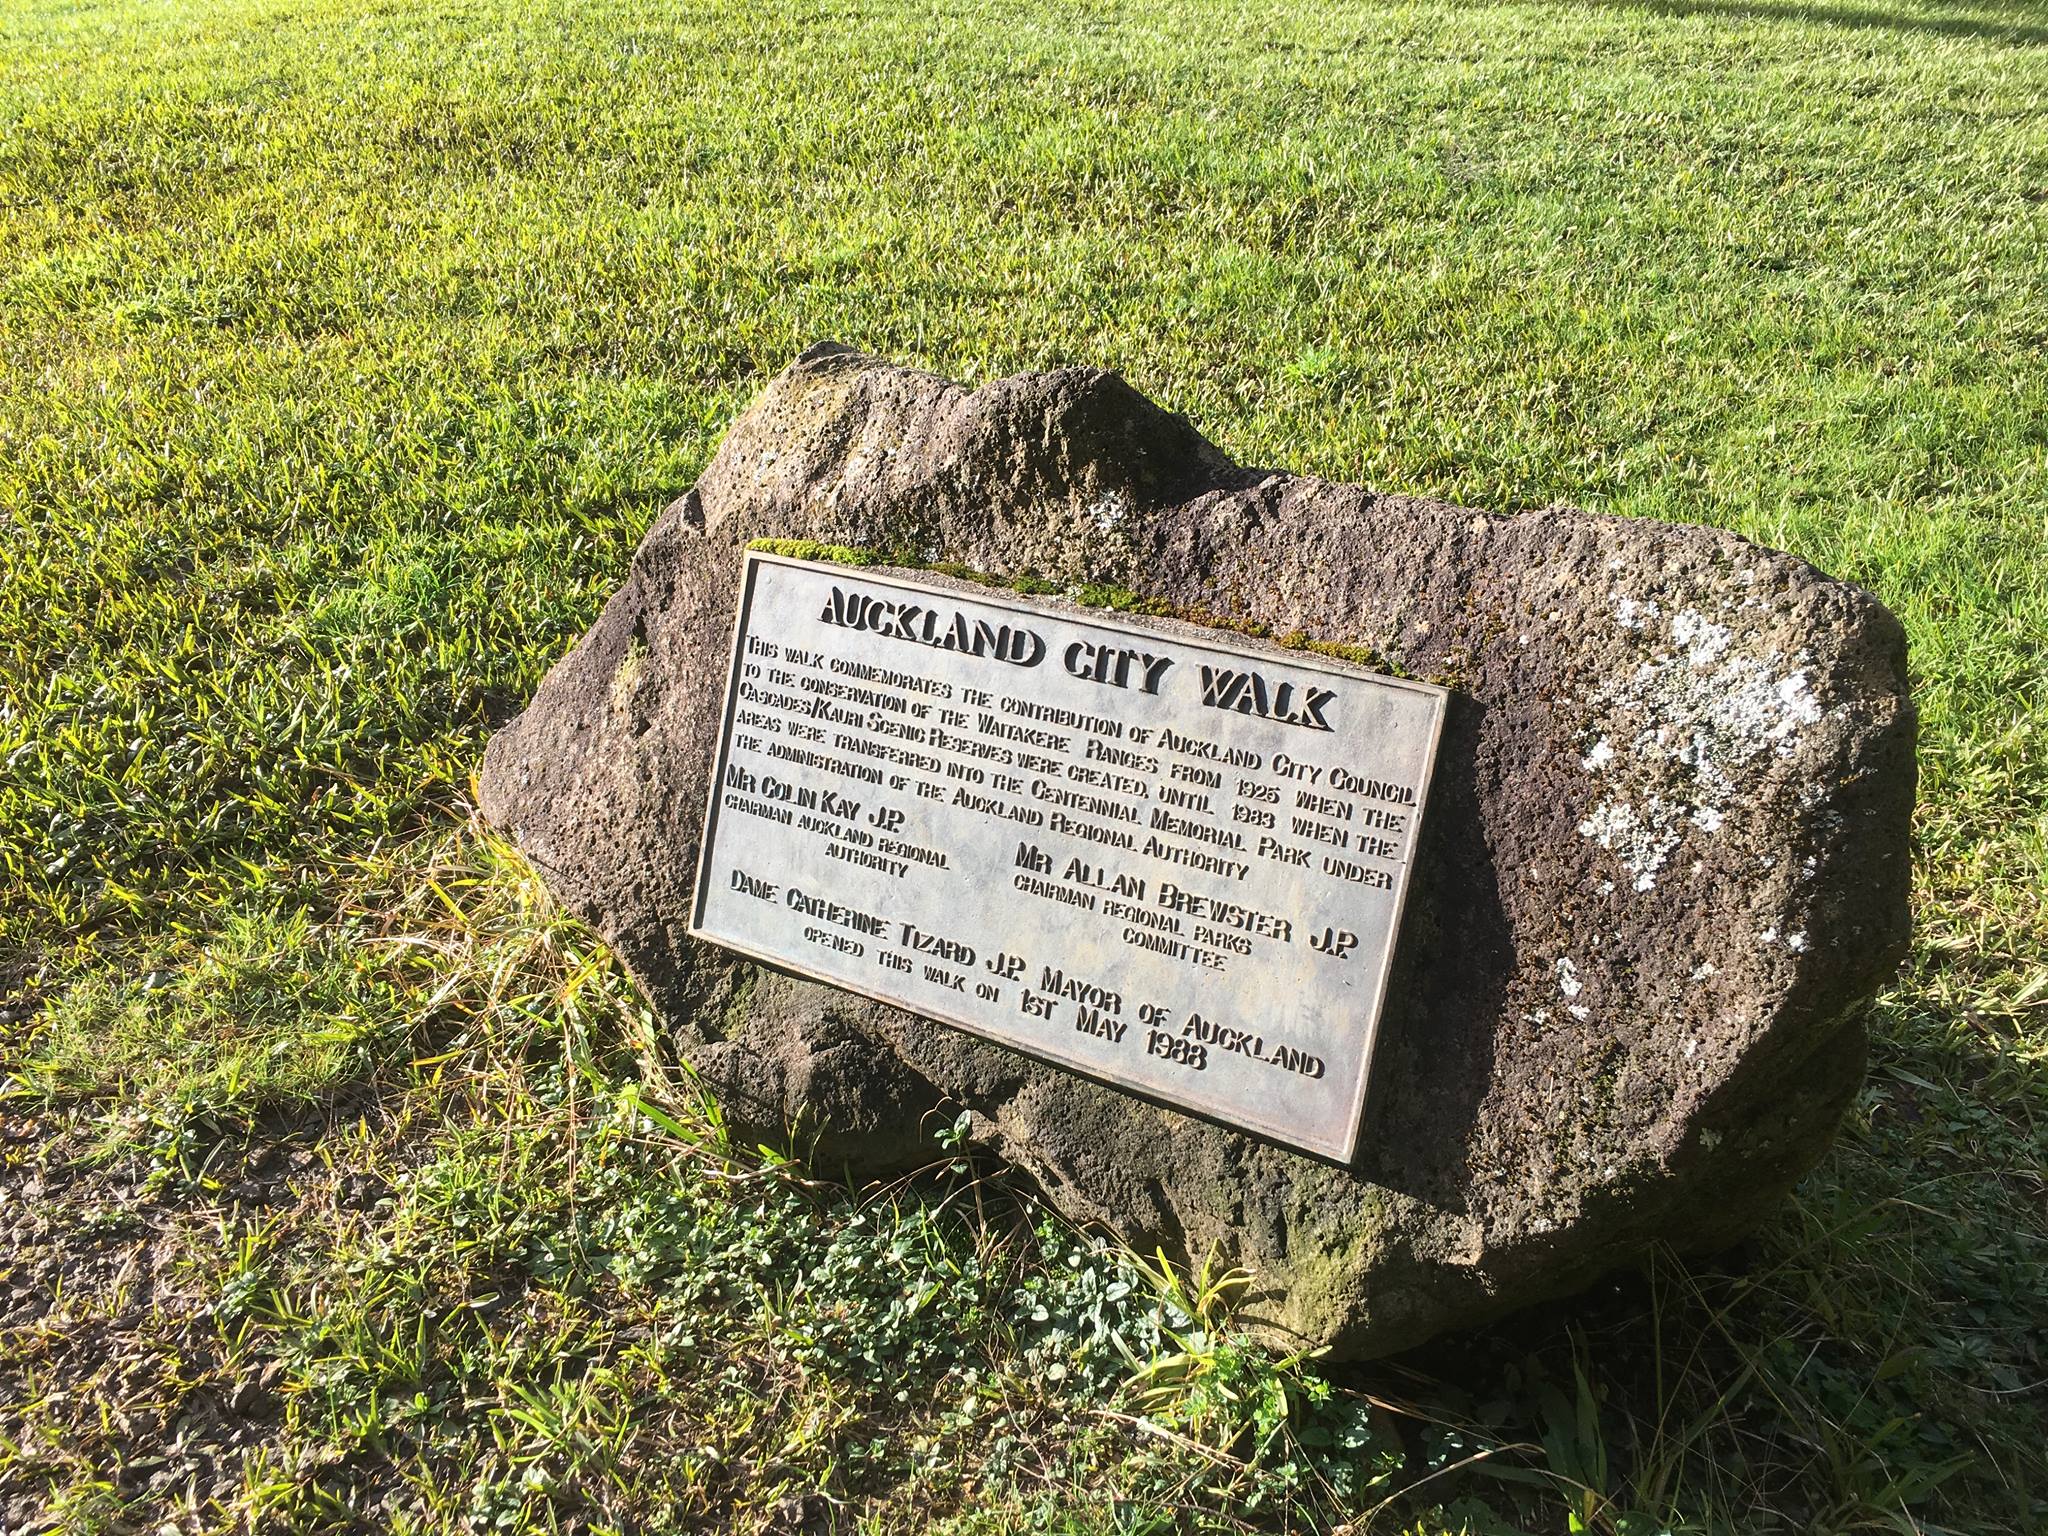 AUCKLAND CITY WALK
THIS WALK COMMEMORATES THE CONTRIBUTION OF AUCKLAND CITY COUNCIL
TO THE CONSERVATION OF THE WAITAKERE RANGES FROM 1925 WHEN THE
CASCADES/KAURI SCENIC RESERVES WERE CREATED, UNTIL 1983 WHEN THE
AREAS WERE TRANSFERRED INTO THE CENTENNIAL MEMORIAL PARK UNDER
THE ADMINISTRATION OF THE AUCKLAND REGIONAL AUTHORITY
MR COLIN KAY J.P.
CHAIRMAN AUCKLAND REGIONAL
AUTHORITY
MR ALLAN BREWSTER J.P.
CHAIRMAN REGIONAL PARKS
COMMITTEE
DAME CATHERINE TIZARD J.P. MAYOR OF AUCKLAND
OPENED THIS WALK ON 1ST MAY 1988